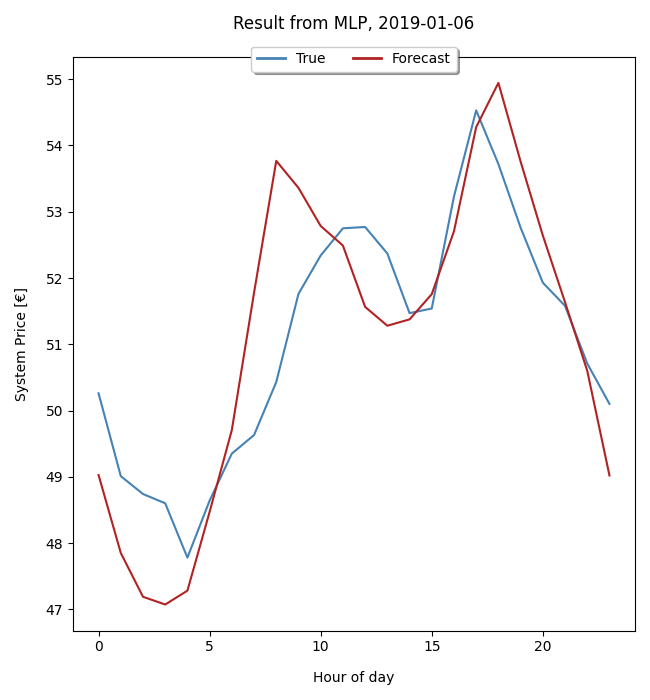 Result from MLP, 2019-01-06
True
Forecast
55
54
53
52
51
50
49
48
47
System Price [€]
0
5
10
15
20
Hour of day